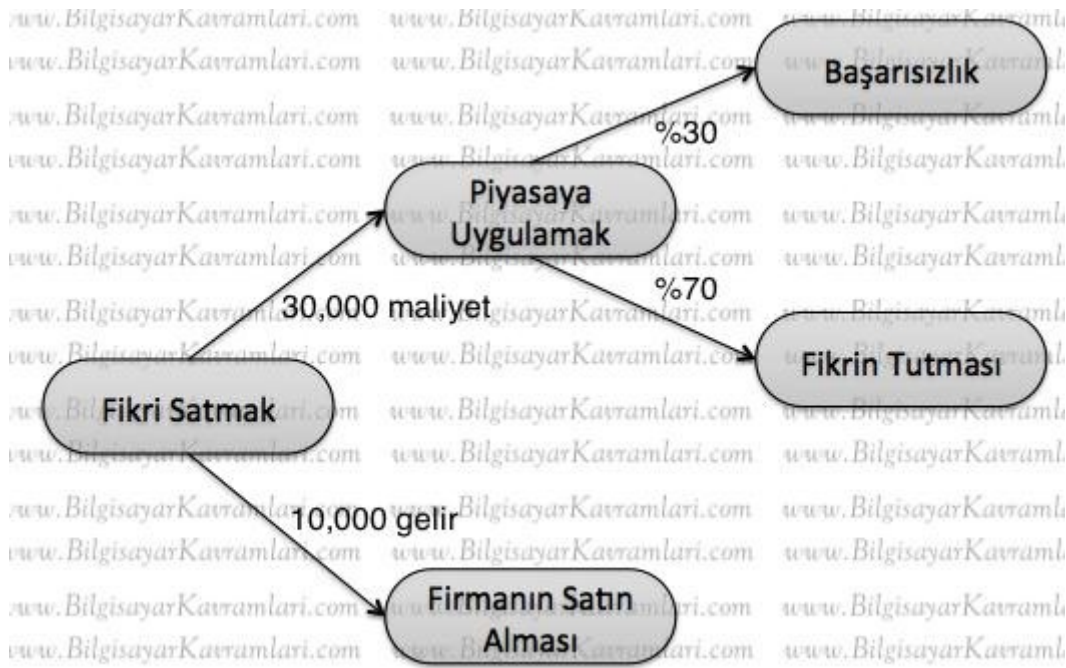 Başarısızlık
%30
Piyasaya
Uygulamak
%70
30,000 maliyet
Fikrin Tutması
Fikri Satmak
10,000 gelir
Firmanın Satın
Alması
www.BilgisayarKavramlari.com